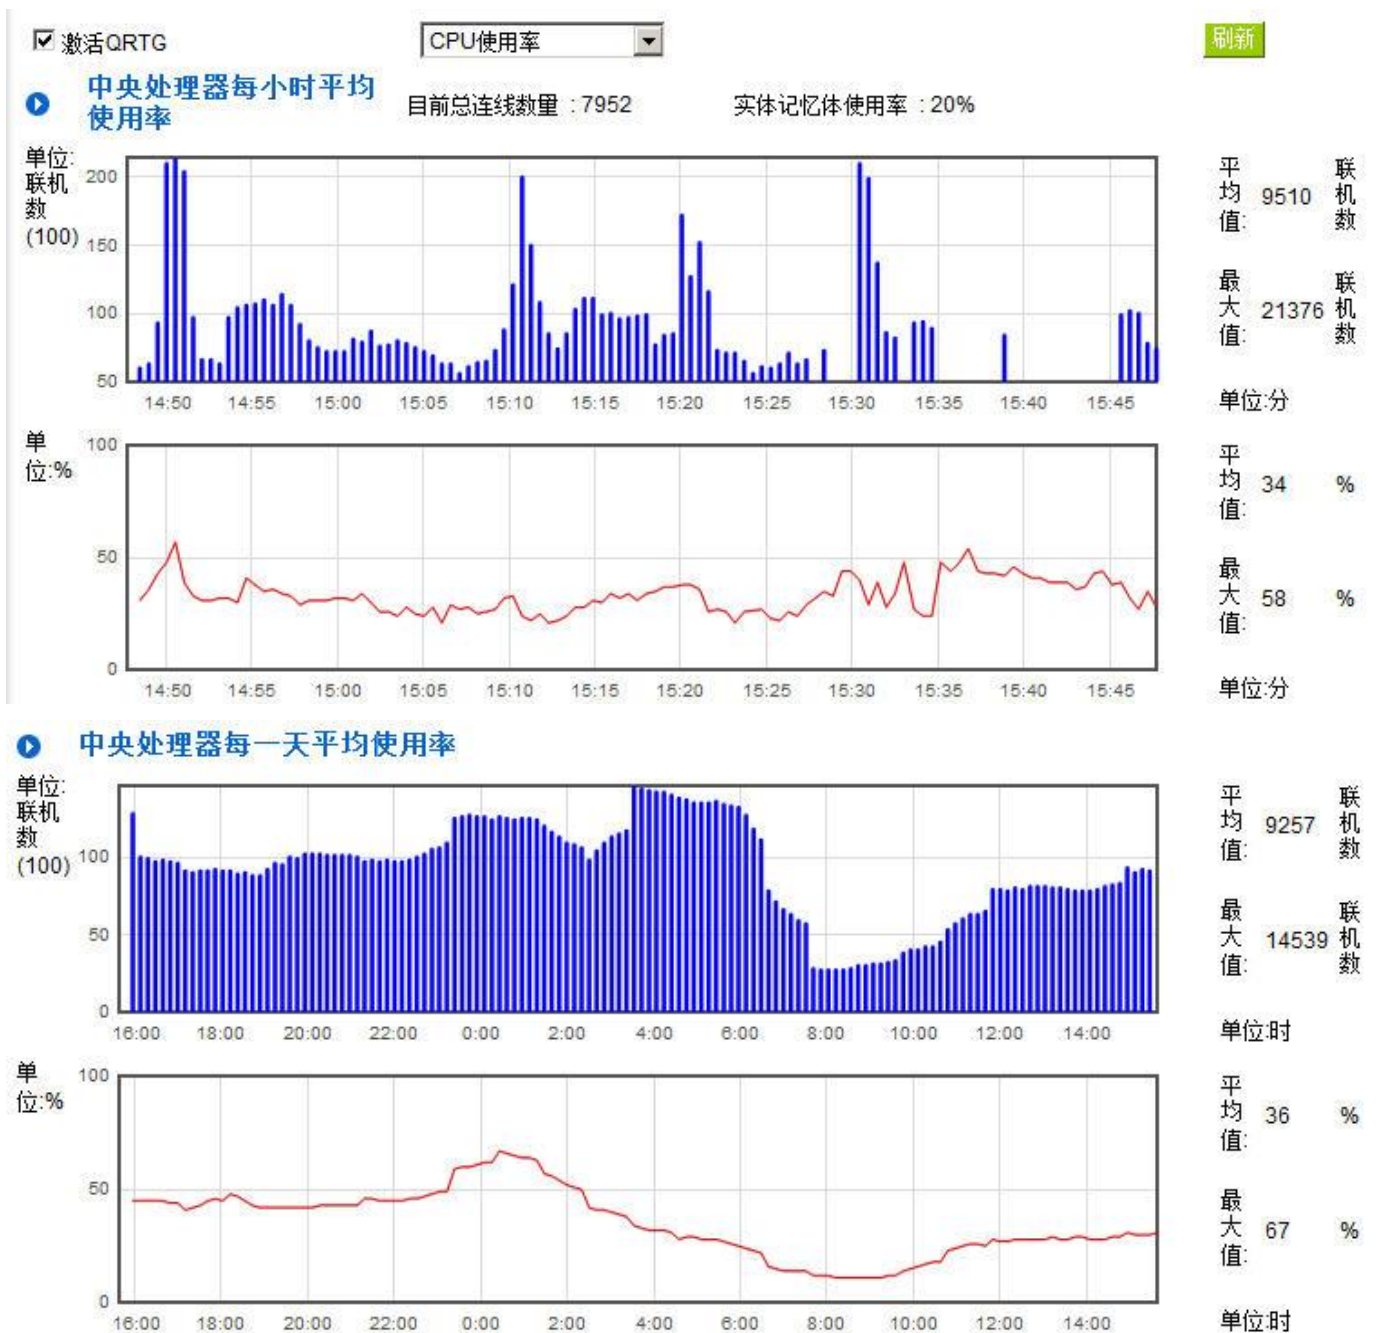 激活QRTG
CPU使用率
刷新
中央处理器每小时平均
使用率
目前总连线数量 : 7952
实体记忆体使用率 : 20%
单位:
联机
数
(100)
200
150
100
50
14:50 14:55 15:00 15:05 15:10 15:15 15:20 15:25 15:30 15:35 15:40 15:45
平均值: 9510 联机数
最大值: 21376 联机数
单位:分
单
位:%
100
50
0
14:50 14:55 15:00 15:05 15:10 15:15 15:20 15:25 15:30 15:35 15:40 15:45
平均值: 34 %
最大值: 58 %
单位:分
中央处理器每一天平均使用率
单位:
联机
数
(100)
100
50
0
16:00 18:00 20:00 22:00 0:00 2:00 4:00 6:00 8:00 10:00 12:00 14:00
平均值: 9257 联机数
最大值: 14539 联机数
单位:时
单
位:%
100
50
0
16:00 18:00 20:00 22:00 0:00 2:00 4:00 6:00 8:00 10:00 12:00 14:00
平均值: 36 %
最大值: 67 %
单位:时